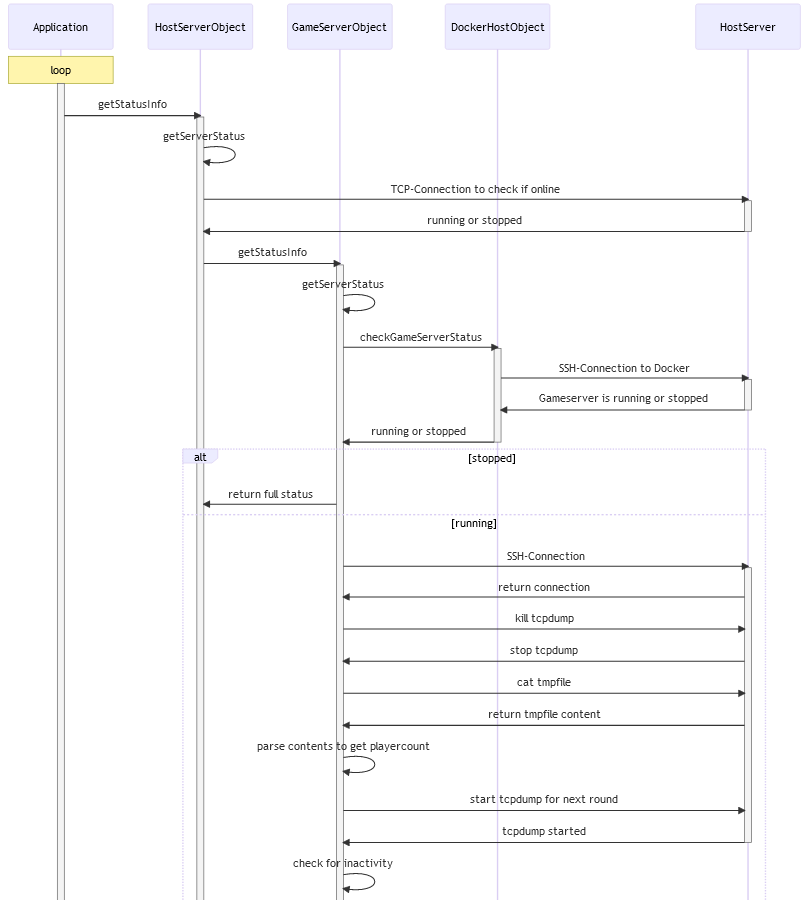 Application
HostServerObject
GameServerObject
DockerHostObject
HostServer
loop
getStatusInfo
getServerStatus
TCP-Connection to check if online
running or stopped
getStatusInfo
getServerStatus
checkGameServerStatus
SSH-Connection to Docker
Gameserver is running or stopped
running or stopped
alt
[stopped]
return full status
[running]
SSH-Connection
return connection
kill tcpdump
stop tcpdump
cat tmpfile
return tmpfile content
parse contents to get playercount
start tcpdump for next round
tcpdump started
check for inactivity